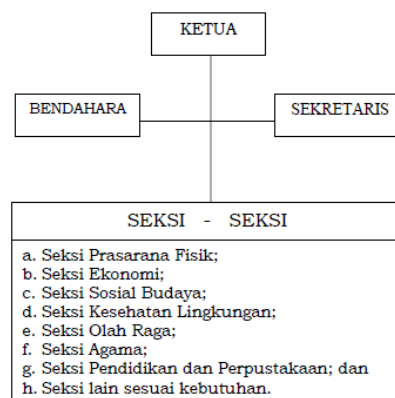 KETUA
BENDAHARA
SEKRETARIS
SEKSI - SEKSI
a. Seksi Prasarana Fisik;
b. Seksi Ekonomi;
c. Seksi Sosial Budaya;
d. Seksi Kesehatan Lingkungan;
e. Seksi Olah Raga;
f. Seksi Agama;
g. Seksi Pendidikan dan Perpustakaan; dan
h. Seksi lain sesuai kebutuhan.